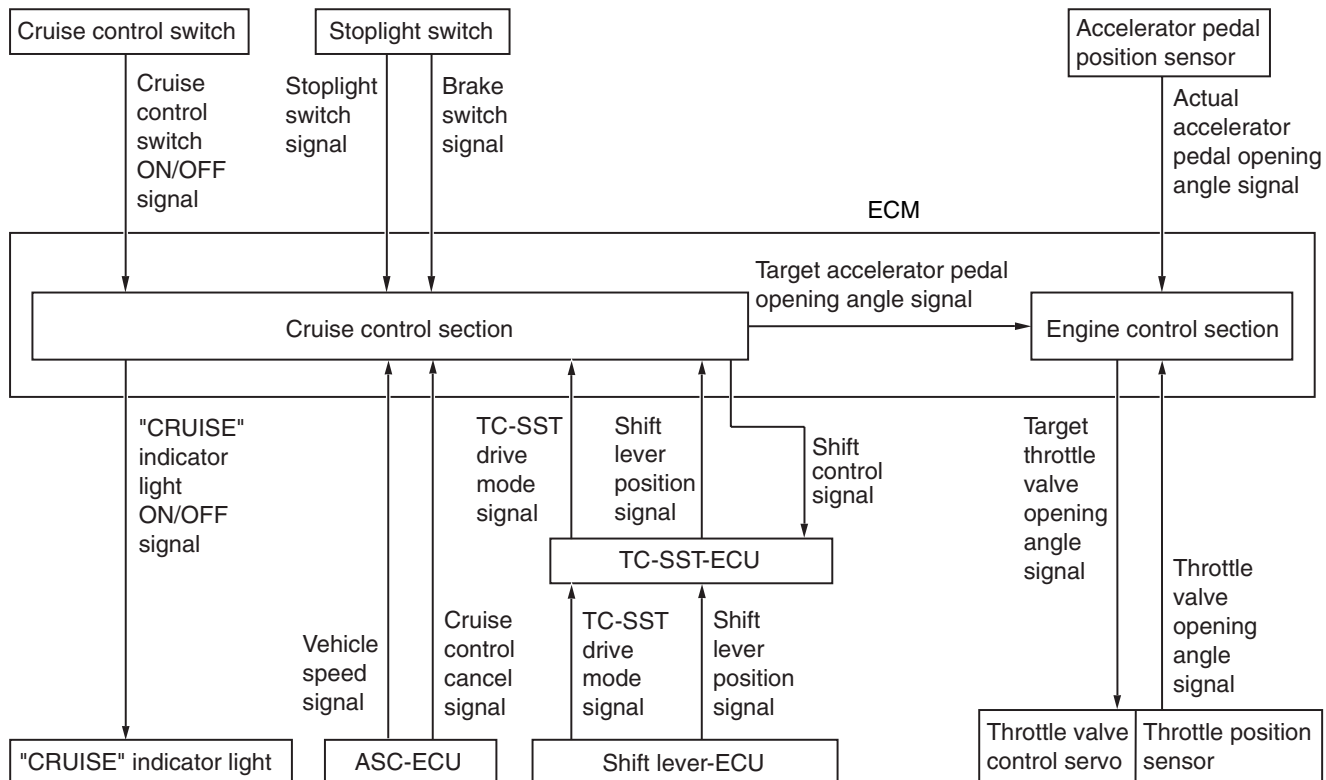 Cruise control switch
Stoplight switch
Accelerator pedal
position sensor
Cruise
control
switch
ON/OFF
signal
Stoplight
switch
signal
Brake
switch
signal
Actual
accelerator
pedal opening
angle signal
ECM
Target accelerator pedal
opening angle signal
Cruise control section
Engine control section
"CRUISE"
indicator
light
ON/OFF
signal
TC-SST
drive
mode
signal
Shift
lever
position
signal
Shift
control
signal
Target
throttle
valve
opening
angle
signal
TC-SST-ECU
Vehicle
speed
signal
Cruise
control
cancel
signal
TC-SST
drive
mode
signal
Shift
lever
position
signal
Throttle
valve
opening
angle
signal
"CRUISE" indicator light
ASC-ECU
Shift lever-ECU
Throttle valve
control servo
Throttle position
sensor